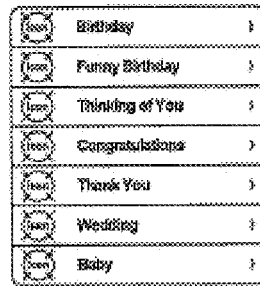 Birthday
Funny Birthday
Thinking of You
Congratulations
Thank You
Wedding
Baby